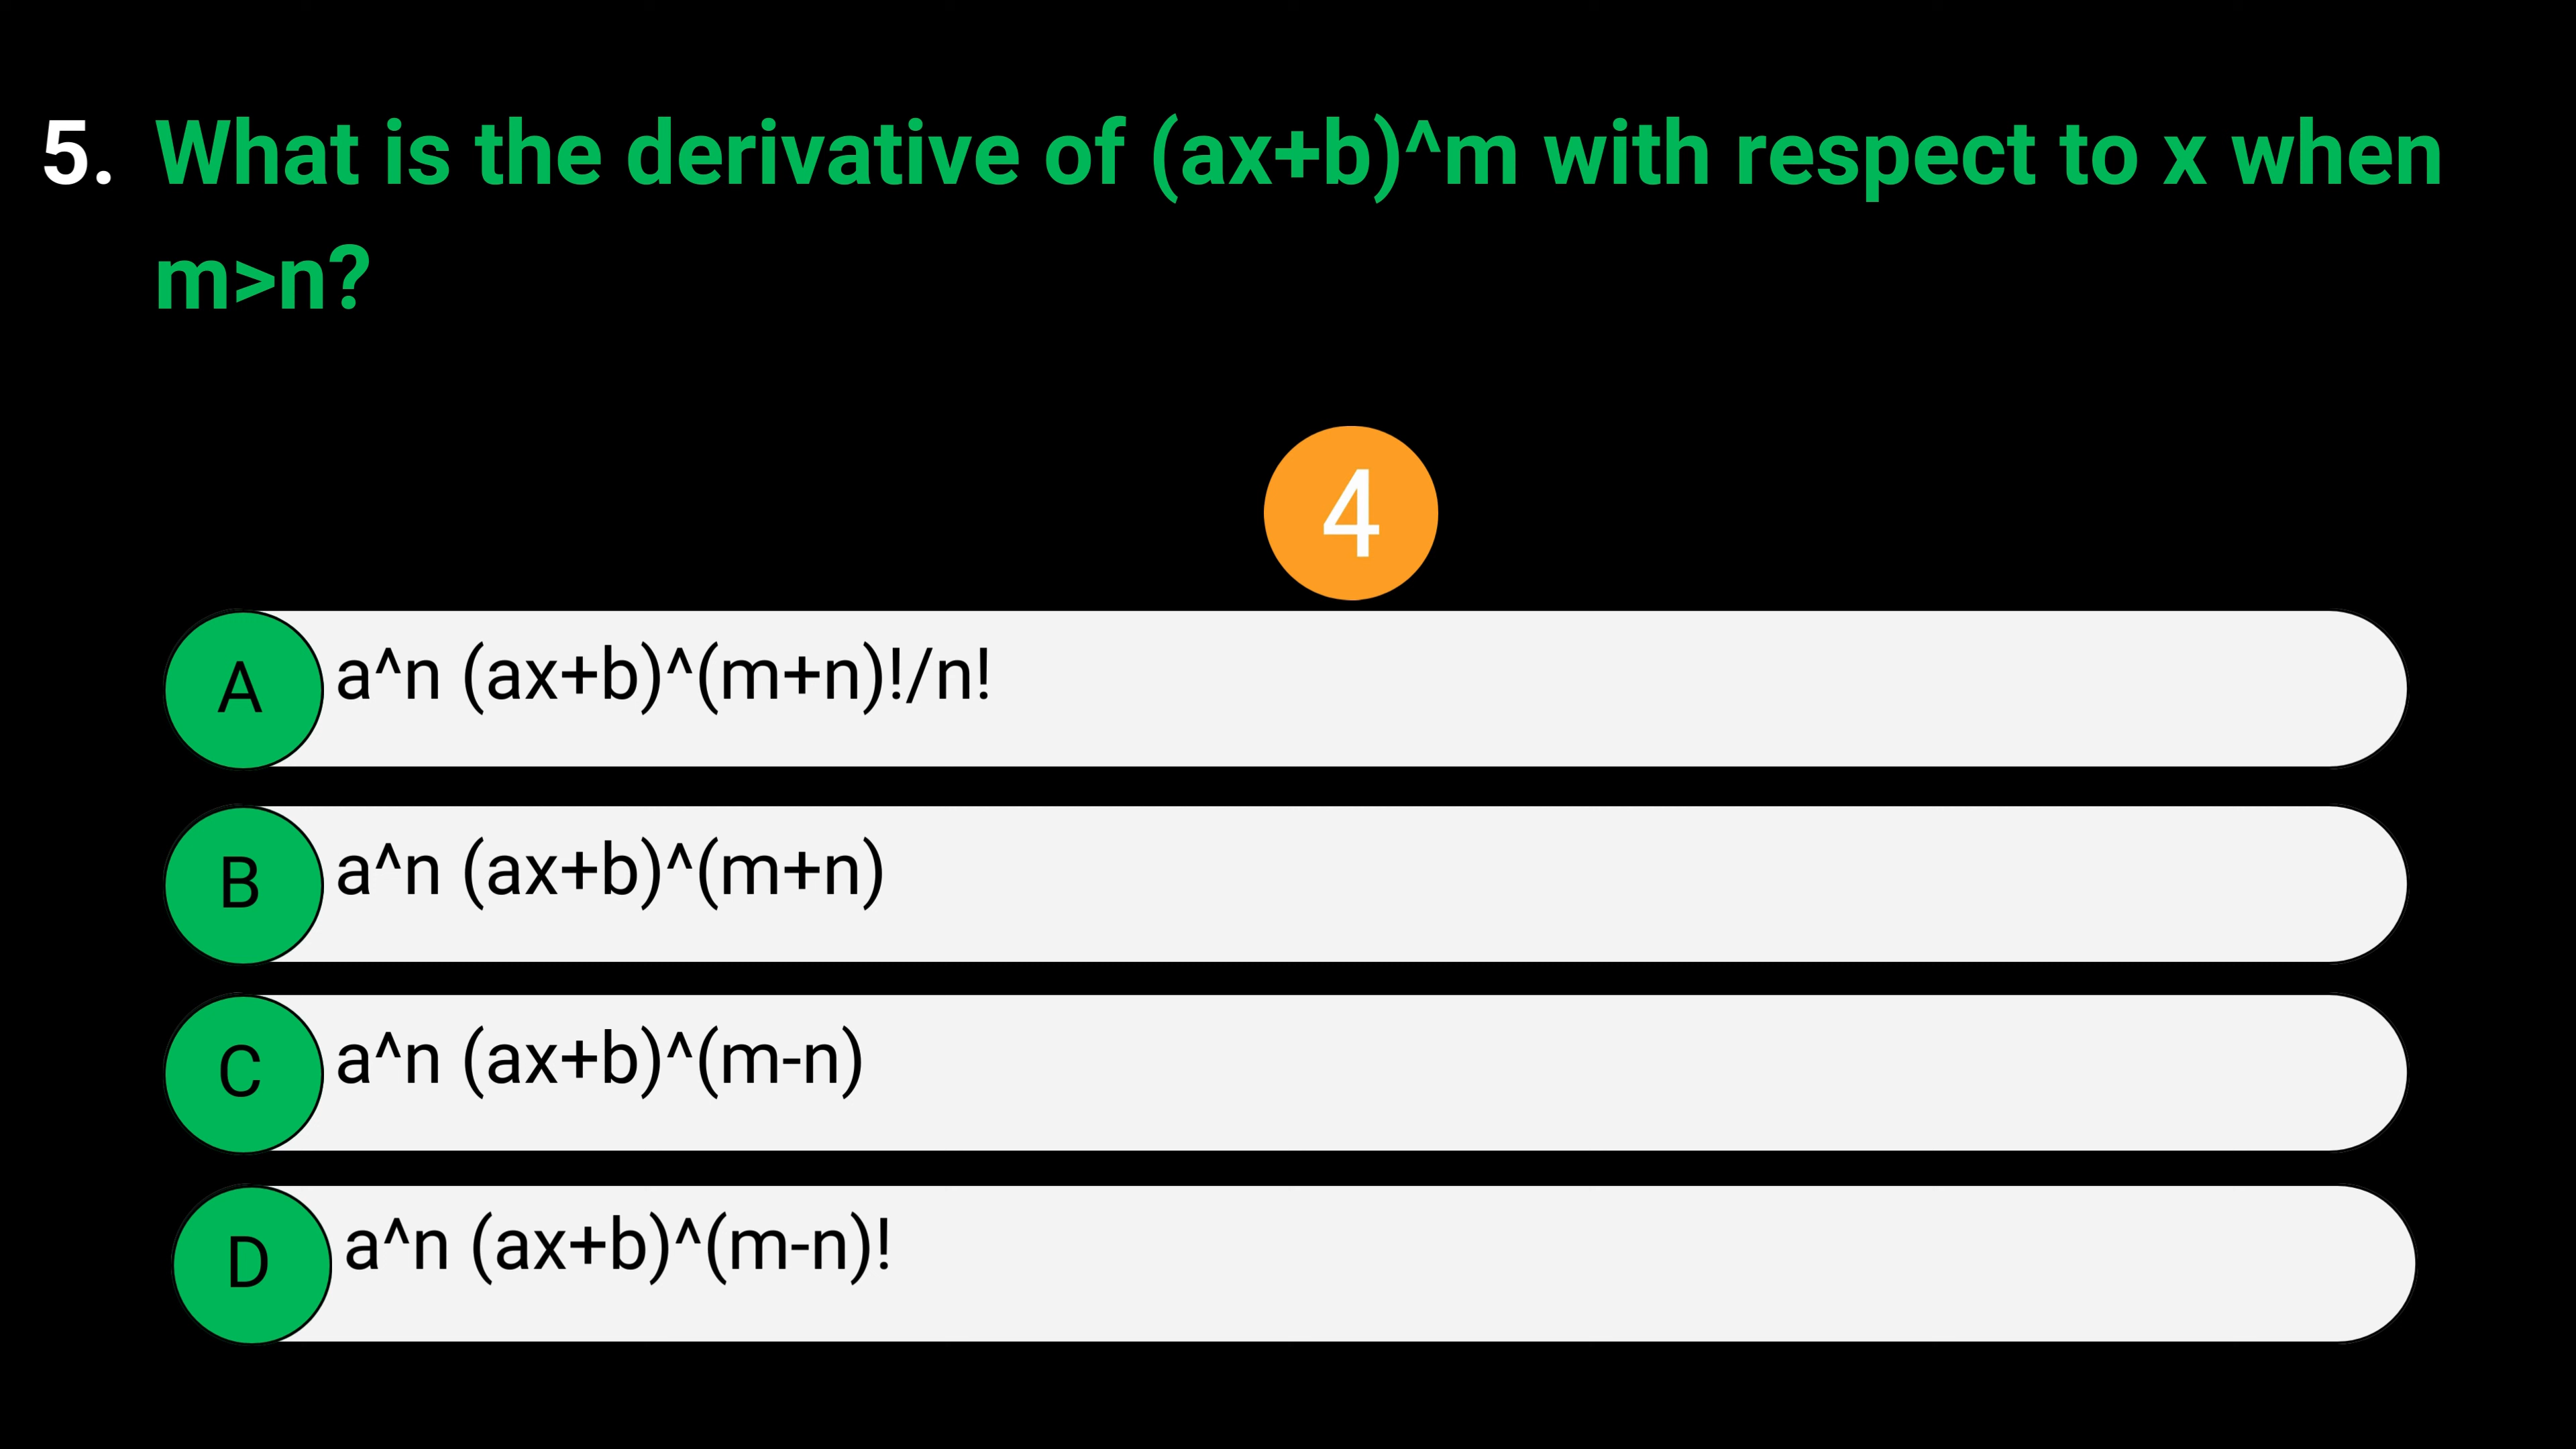 5. What is the derivative of (ax+b)^m with respect to x when
m>n?
4
A a^n (ax+b)^(m+n)!/n!
B a^n (ax+b)^(m+n)
C a^n (ax+b)^(m-n)
D a^n (ax+b)^(m-n)!